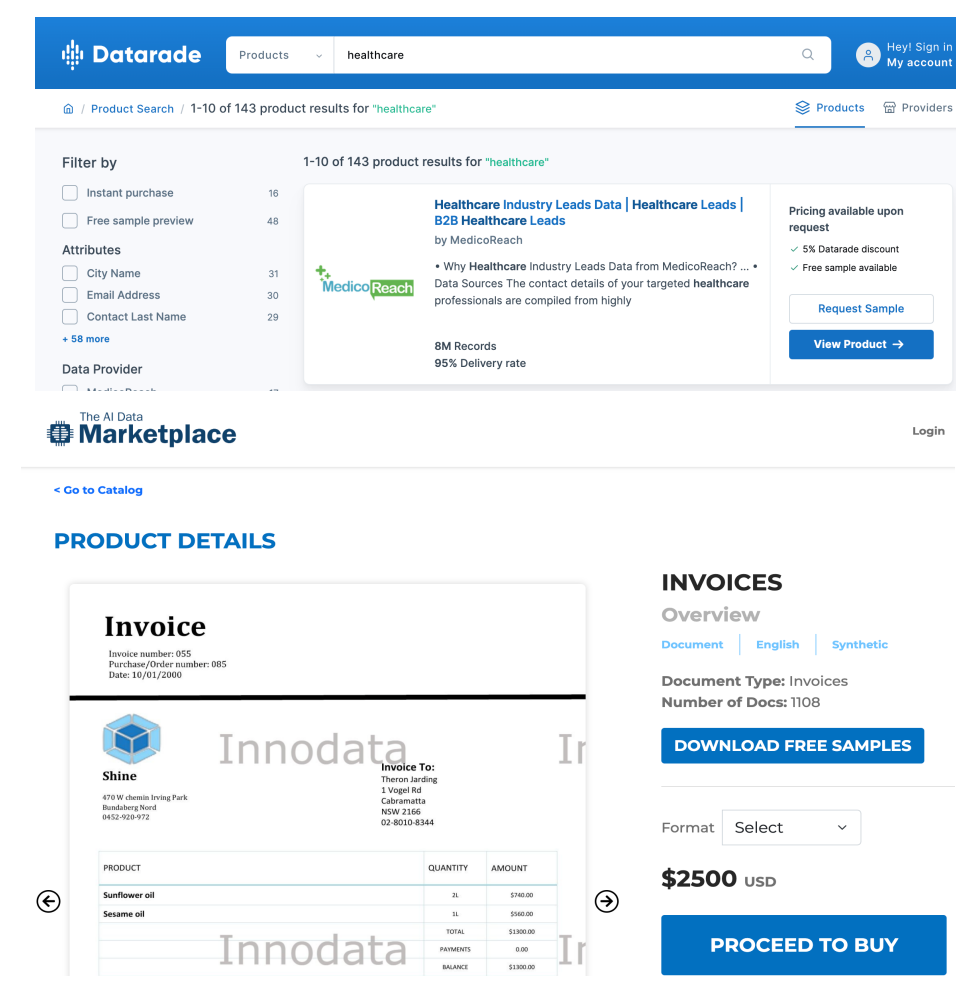 Datarade
Products
healthcare
Hey! Sign in
My account
/ Product Search / 1-10 of 143 product results for "healthcare"
Products
Providers
Filter by
1-10 of 143 product results for "healthcare"
Instant purchase 16
Free sample preview 48
Attributes
City Name 31
Email Address 30
Contact Last Name 29
+ 58 more
Data Provider
MedicoReach
Healthcare Industry Leads Data | Healthcare Leads |
B2B Healthcare Leads
by MedicoReach
• Why Healthcare Industry Leads Data from MedicoReach? ... •
Data Sources The contact details of your targeted healthcare
professionals are compiled from highly
8M Records
95% Delivery rate
Pricing available upon
request
5% Datarade discount
Free sample available
Request Sample
View Product →
The AI Data
Marketplace
Login
< Go to Catalog
PRODUCT DETAILS
Invoice
Invoice number: 055
Purchase/Order number: 085
Date: 10/01/2000
Innodata
Shine
470 W chemin Irving Park
Bundaberg Nord
0452-920-972
Invoice To:
Theron Jarding
1 Vogel Rd
Cabramatta
NSW 2166
02-8010-8344
PRODUCT QUANTITY AMOUNT
Sunflower oil 2L $740.00
Sesame oil 1L $560.00
TOTAL $1300.00
PAYMENTS 0.00
BALANCE $1300.00
Innodata
INVOICES
Overview
Document
English
Synthetic
Document Type: Invoices
Number of Docs: 1108
DOWNLOAD FREE SAMPLES
Format Select
$2500 USD
PROCEED TO BUY